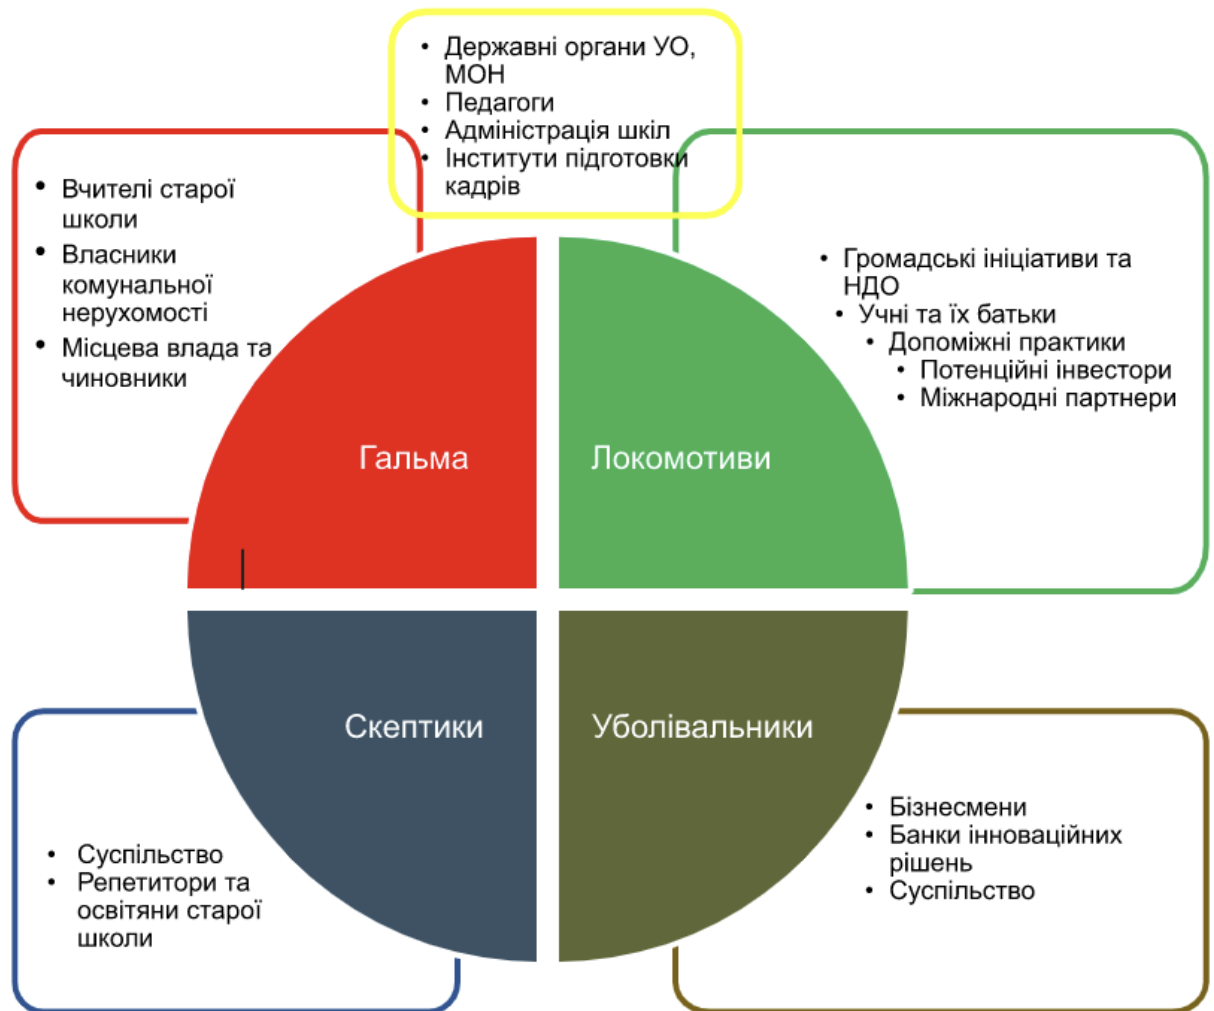 • Державні органи УО,
МОН
• Педагоги
• Адміністрація шкіл
• Інститути підготовки
кадрів
• Вчителі старої
школи
• Власники
комунальної
нерухомості
• Місцева влада та
чиновники
• Громадські ініціативи та
НДО
• Учні та їх батьки
• Допоміжні практики
• Потенційні інвестори
• Міжнародні партнери
Гальма
Локомотиви
Скептики
Уболівальники
• Суспільство
• Репетитори та
освітяни старої
школи
• Бізнесмени
• Банки інноваційних
рішень
• Суспільство